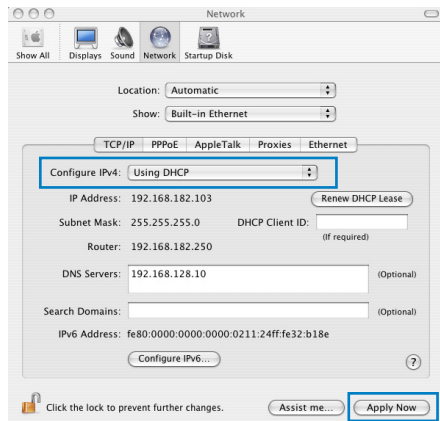 Network
Show All Displays Sound Network Startup Disk
Location: Automatic
Show: Built-in Ethernet
TCP/IP PPPoE AppleTalk Proxies Ethernet
Configure IPv4: Using DHCP
IP Address: 192.168.182.103 Renew DHCP Lease
Subnet Mask: 255.255.255.0 DHCP Client ID:
(If required)
Router: 192.168.182.250
DNS Servers: 192.168.128.10 (Optional)
Search Domains: (Optional)
IPv6 Address: fe80:0000:0000:0000:0211:24ff:fe32:b18e
Configure IPv6... ?
Click the lock to prevent further changes. Assist me... Apply Now